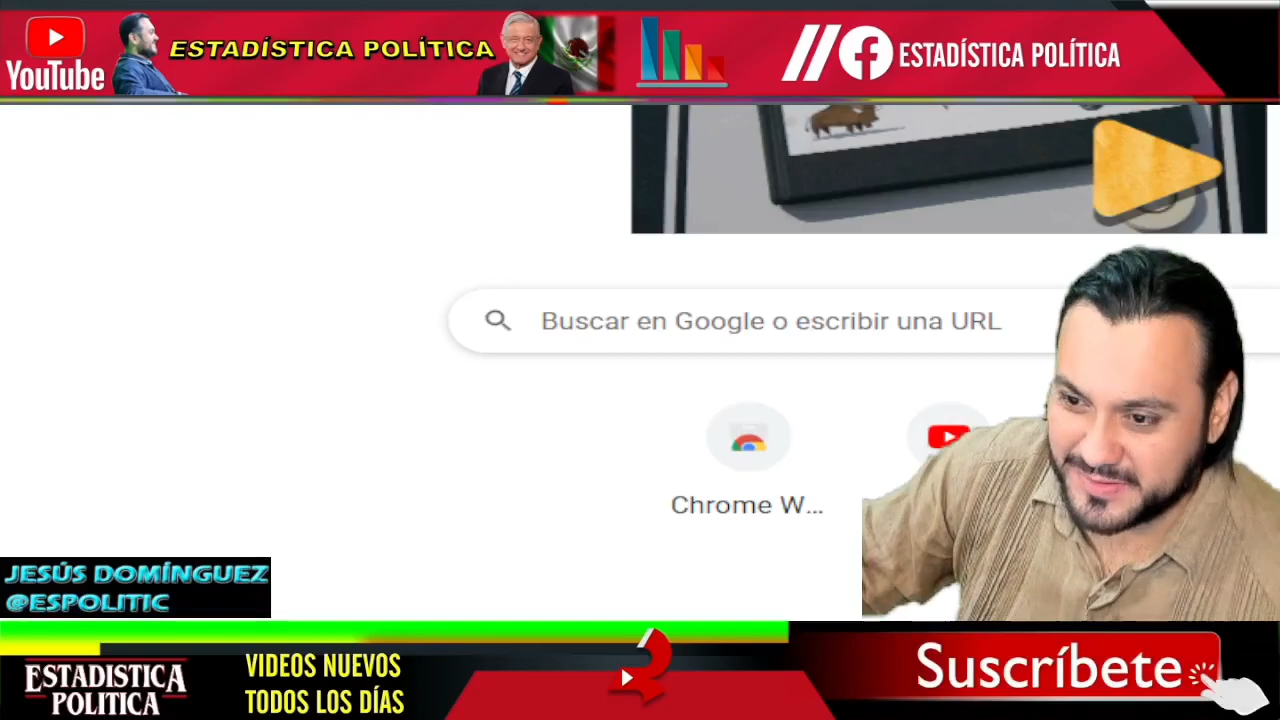 YouTube
ESTADÍSTICA POLÍTICA
ESTADÍSTICA POLÍTICA
Buscar en Google o escribir una URL
Chrome W...
JESÚS DOMÍNGUEZ
@ESPOLITIC
ESTADISTICA
POLITICA
VIDEOS NUEVOS
TODOS LOS DÍAS
Suscríbete